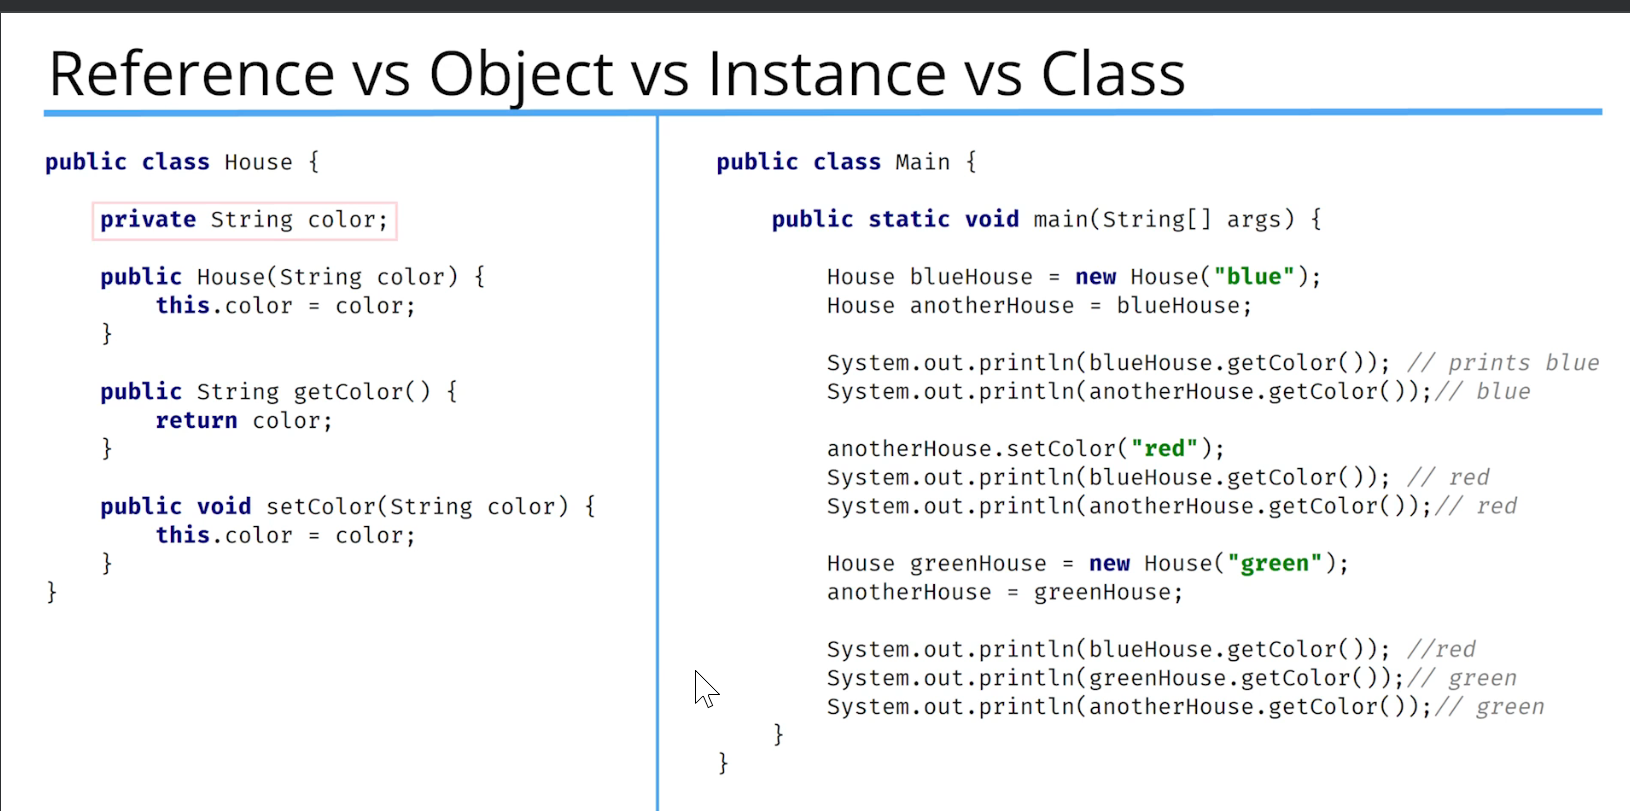 Reference vs Object vs Instance vs Class
public class House {
private String color;
public House(String color) {
this.color = color;
}
public String getColor() {
return color;
}
public void setColor(String color) {
this.color = color;
}
}
public class Main {
public static void main(String[] args) {
House blueHouse = new House("blue");
House anotherHouse = blueHouse;
System.out.println(blueHouse.getColor()); // prints blue
System.out.println(anotherHouse.getColor());// blue
anotherHouse.setColor("red");
System.out.println(blueHouse.getColor()); // red
System.out.println(anotherHouse.getColor());// red
House greenHouse = new House("green");
anotherHouse = greenHouse;
System.out.println(blueHouse.getColor()); //red
System.out.println(greenHouse.getColor());// green
System.out.println(anotherHouse.getColor());// green
}
}